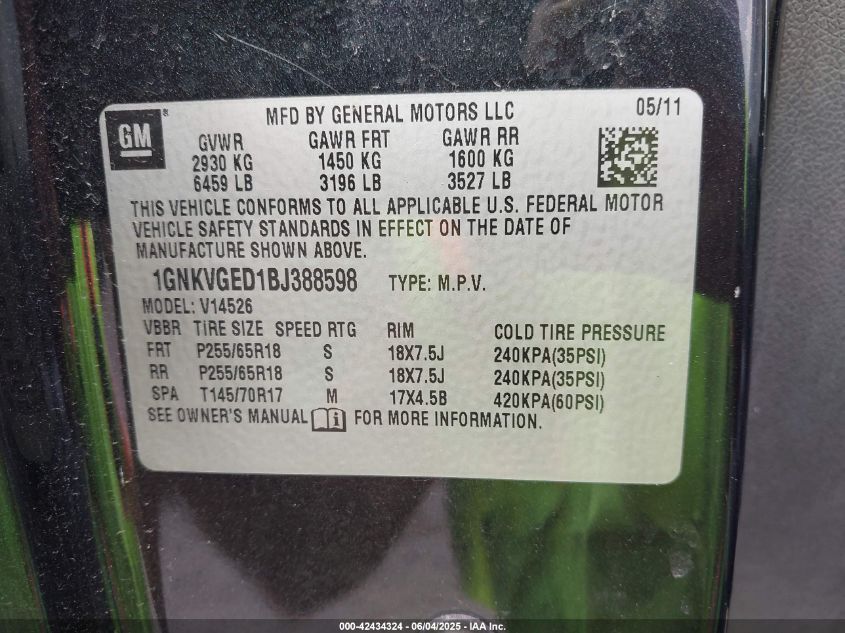 GM®
MFD BY GENERAL MOTORS LLC 05/11
GVWR GAWR FRT GAWR RR
2930 KG 1450 KG 1600 KG
6459 LB 3196 LB 3527 LB
THIS VEHICLE CONFORMS TO ALL APPLICABLE U.S. FEDERAL MOTOR
VEHICLE SAFETY STANDARDS IN EFFECT ON THE DATE OF
MANUFACTURE SHOWN ABOVE.
1GNKVGED1BJ388598 TYPE: M.P.V.
MODEL: V14526
VBBR TIRE SIZE SPEED RTG RIM COLD TIRE PRESSURE
FRT P255/65R18 S 18X7.5J 240KPA(35PSI)
RR P255/65R18 S 18X7.5J 240KPA(35PSI)
SPA T145/70R17 M 17X4.5B 420KPA(60PSI)
SEE OWNER'S MANUAL i FOR MORE INFORMATION.
000-42434324 - 06/04/2025 - IAA Inc.